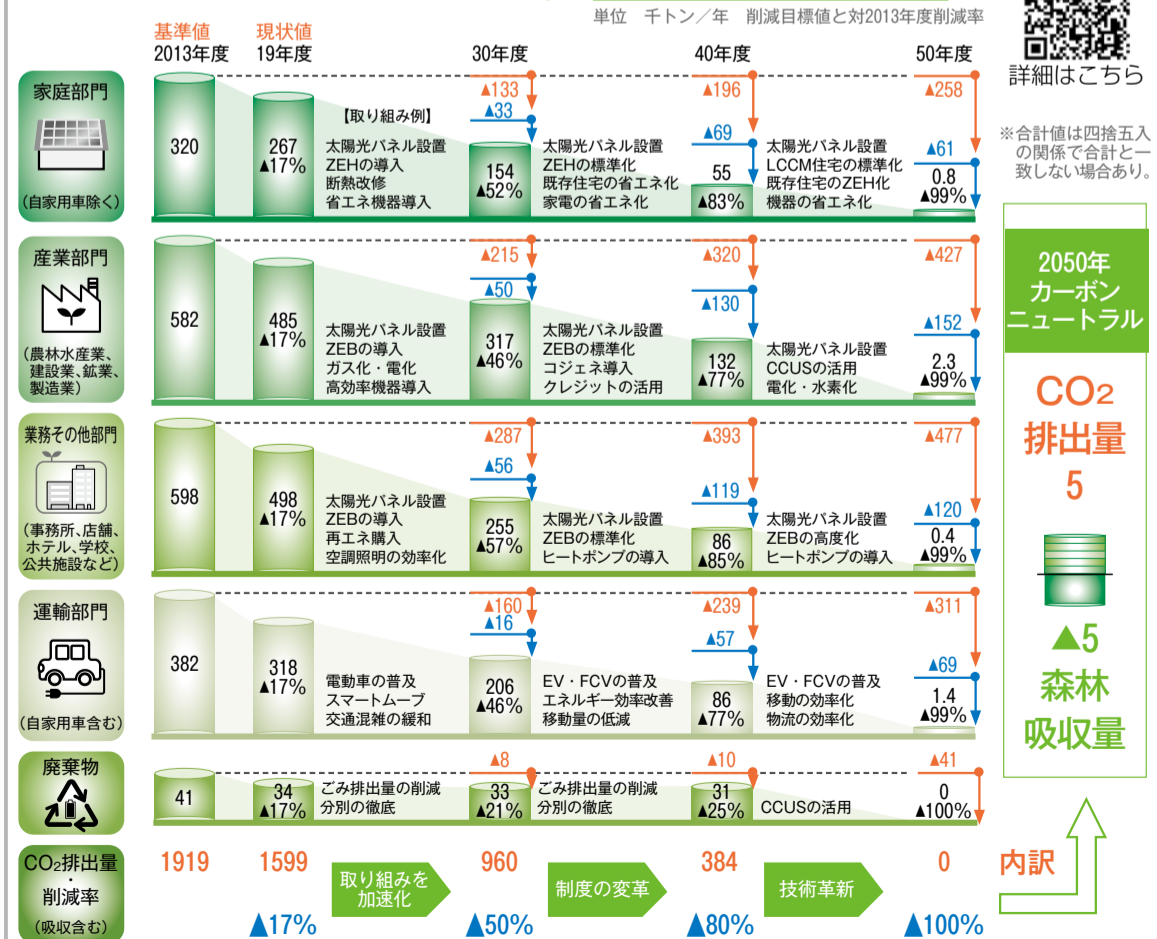 単位　千トン／年　削減目標値と対2013年度削減率
詳細はこちら
※合計値は四捨五入
の関係で合計と一
致しない場合あり。
基準値
2013年度
現状値
19年度
30年度
40年度
50年度
家庭部門
(自家用車除く)
320
267
▲17%
【取り組み例】
太陽光パネル設置
ZEHの導入
断熱改修
省エネ機器導入
▲133
▲33
154
▲52%
太陽光パネル設置
ZEHの標準化
既存住宅の省エネ化
家電の省エネ化
▲196
▲69
55
▲83%
太陽光パネル設置
LCCM住宅の標準化
既存住宅のZEH化
機器の省エネ化
▲258
▲61
0.8
▲99%
産業部門
(農林水産業、
建設業、鉱業、
製造業)
582
485
▲17%
太陽光パネル設置
ZEBの導入
ガス化・電化
高効率機器導入
▲215
▲50
317
▲46%
太陽光パネル設置
ZEBの標準化
コジェネ導入
クレジットの活用
▲320
▲130
132
▲77%
太陽光パネル設置
CCUSの活用
電化・水素化
▲427
▲152
2.3
▲99%
業務その他部門
(事務所、店舗、
ホテル、学校、
公共施設など)
598
498
▲17%
太陽光パネル設置
ZEBの導入
再エネ購入
空調照明の効率化
▲287
▲56
255
▲57%
太陽光パネル設置
ZEBの標準化
ヒートポンプの導入
▲393
▲119
86
▲85%
太陽光パネル設置
ZEBの高度化
ヒートポンプの導入
▲477
▲120
0.4
▲99%
運輸部門
(自家用車含む)
382
318
▲17%
電動車の普及
スマートムーブ
交通混雑の緩和
▲160
▲16
206
▲46%
EV・FCVの普及
エネルギー効率改善
移動量の低減
▲239
▲57
86
▲77%
EV・FCVの普及
移動の効率化
物流の効率化
▲311
▲69
1.4
▲99%
廃棄物
41
34
▲17%
ごみ排出量の削減
分別の徹底
▲8
33
▲21%
ごみ排出量の削減
分別の徹底
▲10
31
▲25%
CCUSの活用
▲41
0
▲100%
CO2排出量
・
削減率
(吸収含む)
1919
1599
▲17%
取り組みを
加速化
960
▲50%
制度の変革
384
▲80%
技術革新
0
▲100%
内訳
2050年
カーボン
ニュートラル
CO2
排出量
5
▲5
森林
吸収量